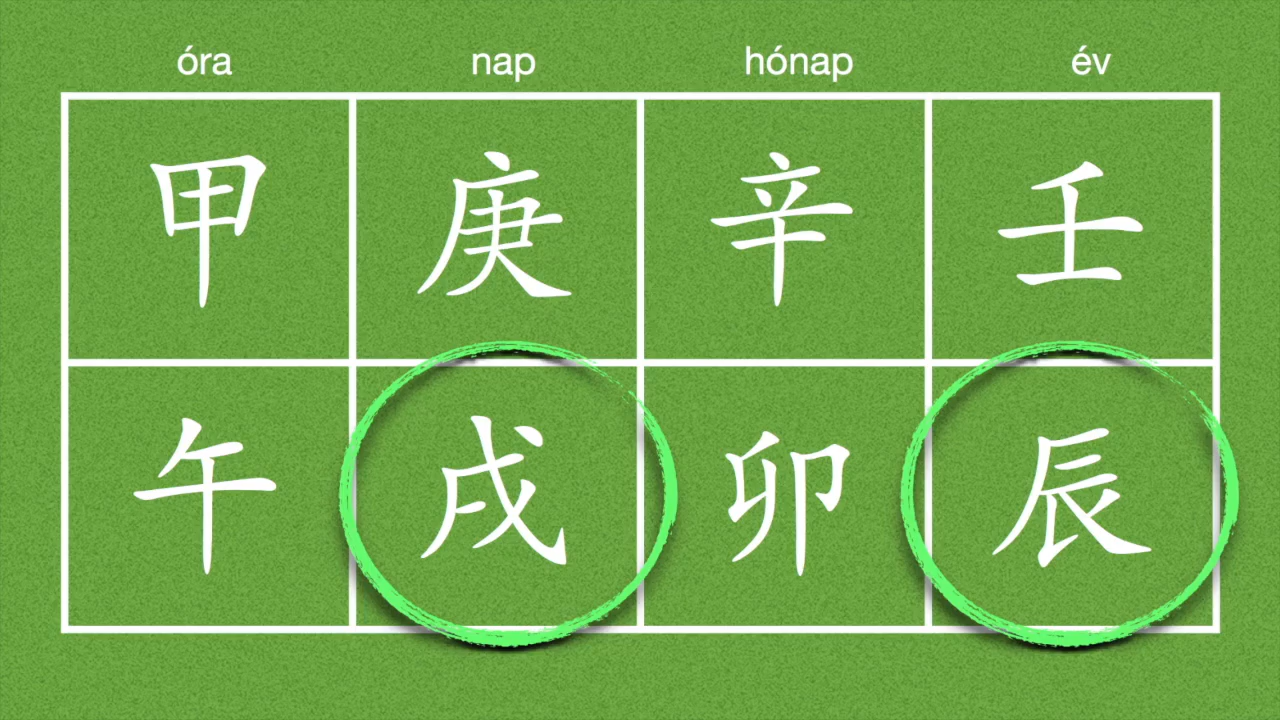 óra nap hónap év
甲 庚 辛 壬
午 戌 卯 辰